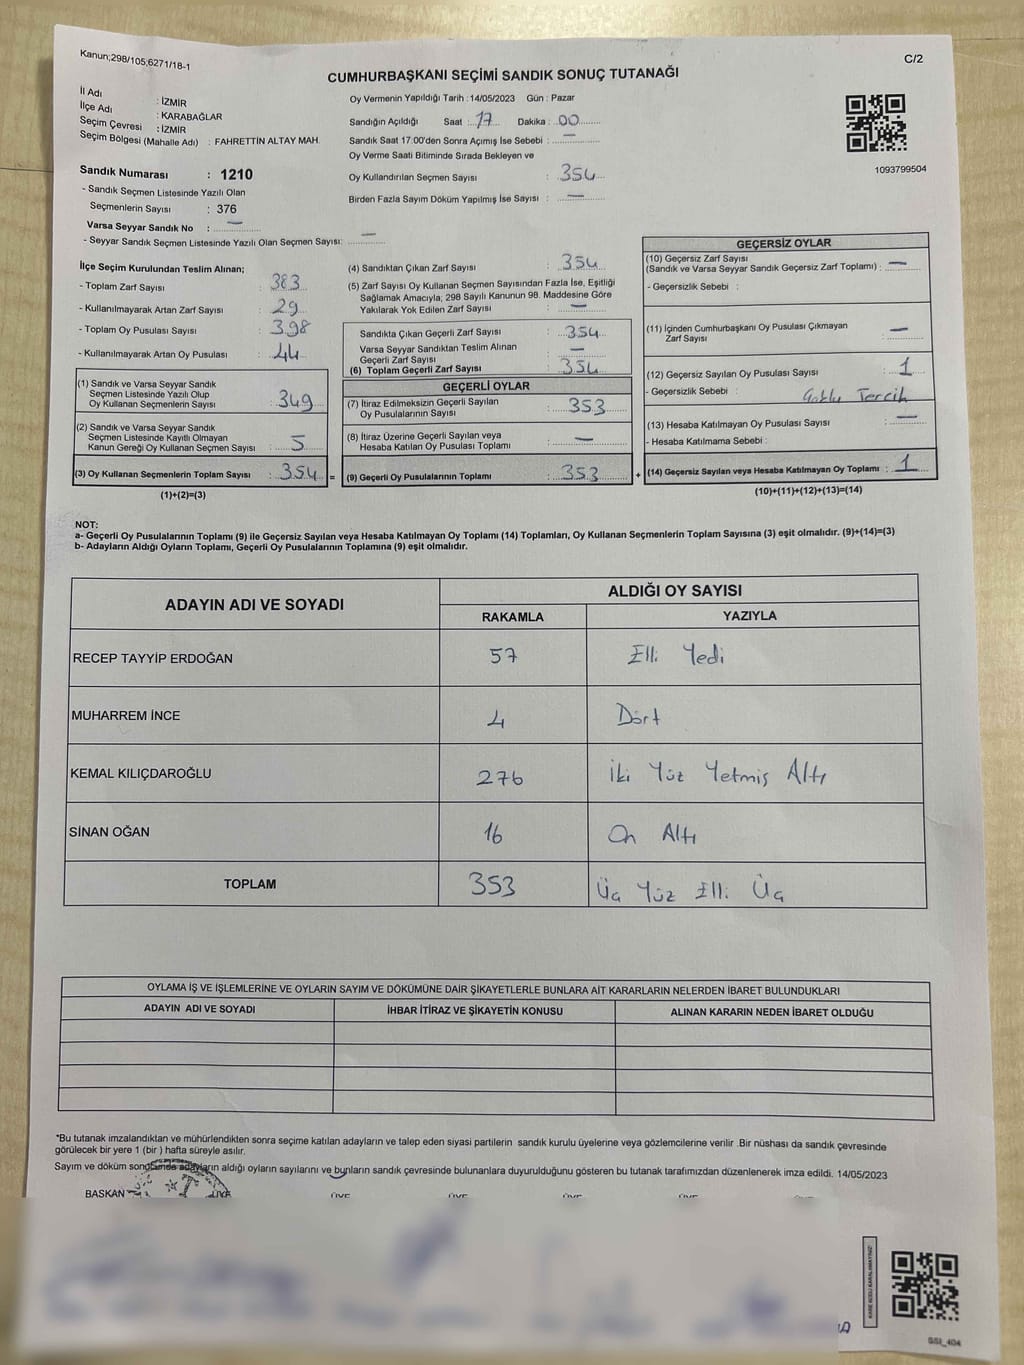 Kanun;298/105;6271/18-1
C/2
CUMHURBAŞKANI SEÇİMİ SANDIK SONUÇ TUTANAĞI
İl Adı : İZMİR
İlçe Adı : KARABAĞLAR
Seçim Çevresi : İZMİR
Seçim Bölgesi (Mahalle Adı) : FAHRETTİN ALTAY MAH.
Sandık Numarası : 1210
- Sandık Seçmen Listesinde Yazılı Olan
Seçmenlerin Sayısı : 376
Varsa Seyyar Sandık No : —
- Seyyar Sandık Seçmen Listesinde Yazılı Olan Seçmen Sayısı: —
Oy Vermenin Yapıldığı Tarih : 14/05/2023 Gün : Pazar
Sandığın Açıldığı Saat : 17 Dakika : 00
Sandık Saat 17.00'den Sonra Açımış İse Sebebi : —
Oy Verme Saati Bitiminde Sırada Bekleyen ve
Oy Kullandırılan Seçmen Sayısı : 354
Birden Fazla Sayım Döküm Yapılmış İse Sayısı : —
1093799504
İlçe Seçim Kurulundan Teslim Alınan;
- Toplam Zarf Sayısı : 383
- Kullanılmayarak Artan Zarf Sayısı : 29
- Toplam Oy Pusulası Sayısı : 398
- Kullanılmayarak Artan Oy Pusulası : 44
(1) Sandık ve Varsa Seyyar Sandık
Seçmen Listesinde Yazılı Olup
Oy Kullanan Seçmenlerin Sayısı : 349
(2) Sandık ve Varsa Seyyar Sandık
Seçmen Listesinde Kayıtlı Olmayan
Kanun Gereği Oy Kullanan Seçmen Sayısı : 5
(3) Oy Kullanan Seçmenlerin Toplam Sayısı : 354 =
(1)+(2)=(3)
(4) Sandıktan Çıkan Zarf Sayısı : 354
(5) Zarf Sayısı Oy Kullanan Seçmen Sayısından Fazla İse, Eşitliği
Sağlamak Amacıyla; 298 Sayılı Kanunun 98. Maddesine Göre
Yakılarak Yok Edilen Zarf Sayısı : —
Sandıkta Çıkan Geçerli Zarf Sayısı : 354
Varsa Seyyar Sandıktan Teslim Alınan
Geçerli Zarf Sayısı : —
(6) Toplam Geçerli Zarf Sayısı : 354
GEÇERLİ OYLAR
(7) İtiraz Edilmeksizin Geçerli Sayılan
Oy Pusulalarının Sayısı : 353
(8) İtiraz Üzerine Geçerli Sayılan veya
Hesaba Katılan Oy Pusulası Toplamı : —
(9) Geçerli Oy Pusulalarının Toplamı : 353 +
GEÇERSİZ OYLAR
(10) Geçersiz Zarf Sayısı
(Sandık ve Varsa Seyyar Sandık Geçersiz Zarf Toplamı) : —
- Geçersizlik Sebebi :
(11) İçinden Cumhurbaşkanı Oy Pusulası Çıkmayan
Zarf Sayısı : —
(12) Geçersiz Sayılan Oy Pusulası Sayısı : 1
- Geçersizlik Sebebi : Çoklu Tercih
(13) Hesaba Katılmayan Oy Pusulası Sayısı : —
- Hesaba Katılmama Sebebi :
(14) Geçersiz Sayılan veya Hesaba Katılmayan Oy Toplamı : 1
(10)+(11)+(12)+(13)=(14)
NOT:
a- Geçerli Oy Pusulalarının Toplamı (9) ile Geçersiz Sayılan veya Hesaba Katılmayan Oy Toplamı (14) Toplamları, Oy Kullanan Seçmenlerin Toplam Sayısına (3) eşit olmalıdır. (9)+(14)=(3)
b- Adayların Aldığı Oyların Toplamı, Geçerli Oy Pusulalarının Toplamına (9) eşit olmalıdır.
ADAYIN ADI VE SOYADI
ALDIĞI OY SAYISI
RAKAMLA YAZIYLA
RECEP TAYYİP ERDOĞAN 57 Elli Yedi
MUHARREM İNCE 4 Dört
KEMAL KILIÇDAROĞLU 276 İki Yüz Yetmiş Altı
SİNAN OĞAN 16 On Altı
TOPLAM 353 Üç Yüz Elli Üç
OYLAMA İŞ VE İŞLEMLERİNE VE OYLARIN SAYIM VE DÖKÜMÜNE DAİR ŞİKAYETLERLE BUNLARA AİT KARARLARIN NELERDEN İBARET BULUNDUKLARI
ADAYIN ADI VE SOYADI İHBAR İTİRAZ VE ŞİKAYETİN KONUSU ALINAN KARARIN NEDEN İBARET OLDUĞU
*Bu tutanak imzalandıktan ve mühürlendikten sonra seçime katılan adayların ve talep eden siyasi partilerin sandık kurulu üyelerine veya gözlemcilerine verilir .Bir nüshası da sandık çevresinde
görülecek bir yere 1 (bir ) hafta süreyle asılır.
Sayım ve döküm sonucunda adayların aldığı oyların sayılarını ve bunların sandık çevresinde bulunanlara duyurulduğunu gösteren bu tutanak tarafımızdan düzenlenerek imza edildi. 14/05/2023
BAŞKAN ÜYE ÜYE ÜYE ÜYE ÜYE ÜYE